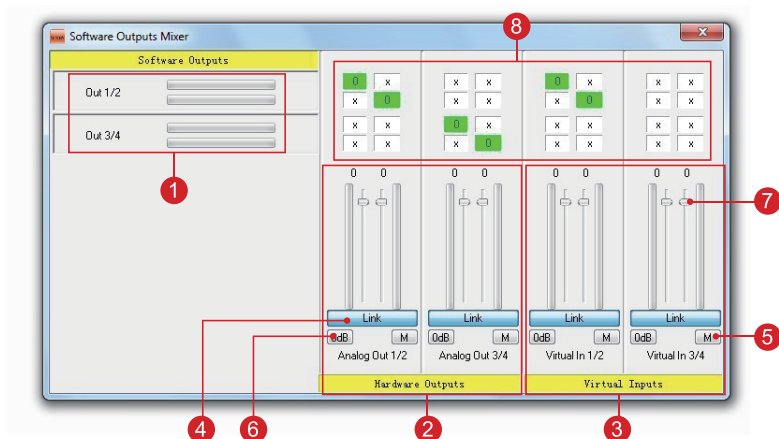 Software Outputs Mixer
Software Outputs
8
Out 1/2
Out 3/4
1
0 x x x 0 x x x
x 0 x x x 0 x x
x x 0 x x x x x
x x x 0 x x x x
0 0 0 0 0 0 0 0
7
Link Link Link Link
0dB M 0dB M 0dB M 0dB M
5
Analog Out 1/2 Analog Out 3/4 Virtual In 1/2 Virtual In 3/4
Hardware Outputs Virtual Inputs
4 6 2 3